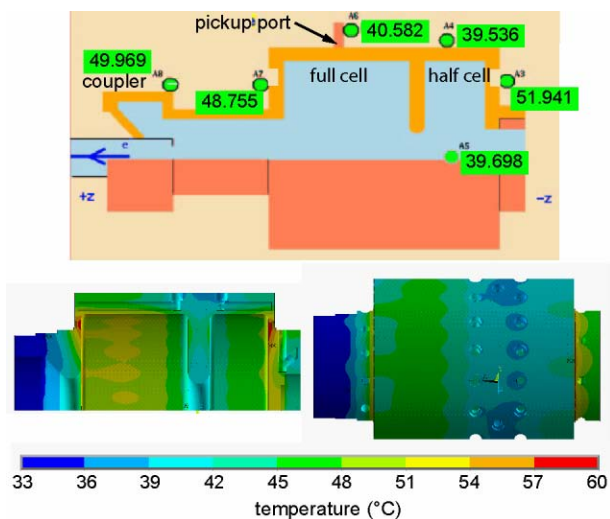 pickup port
A6
40.582
A4
39.536
49.969
coupler
A8
A7
48.755
full cell
half cell
A3
51.941
e
A5
39.698
+z
-z
33 36 39 42 45 48 51 54 57 60
temperature (°C)